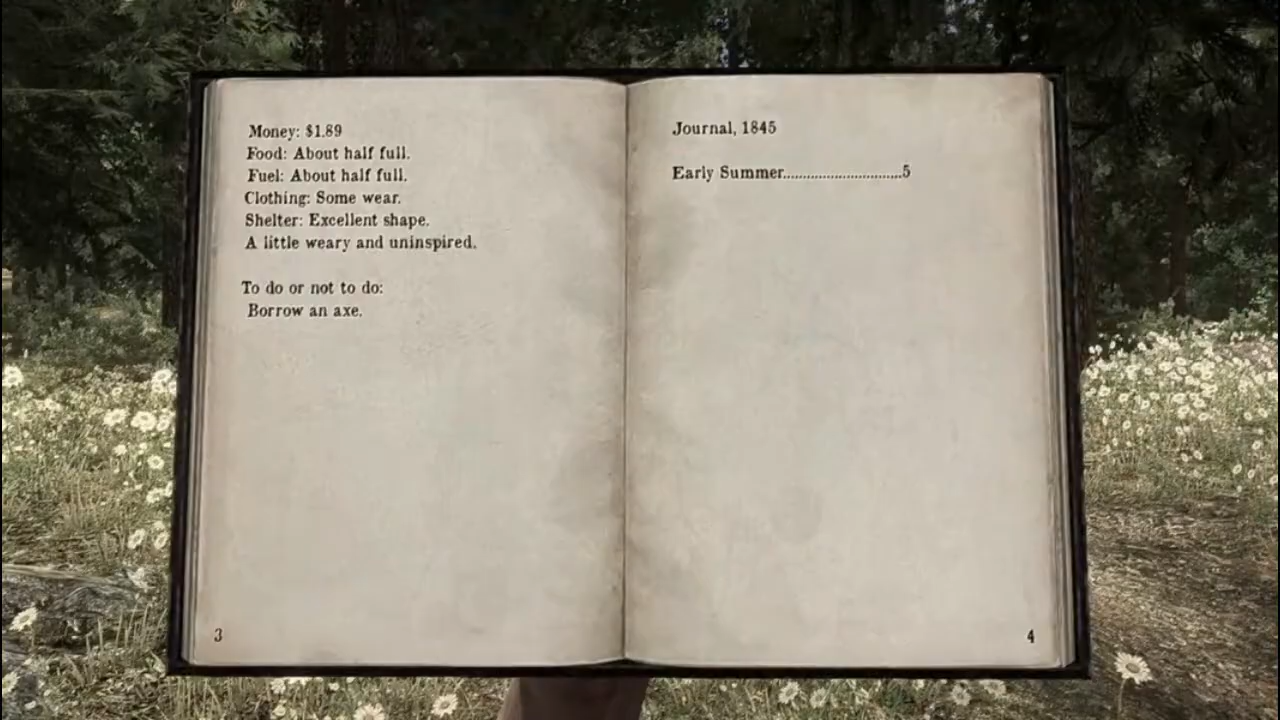 Money: $1.89
Food: About half full.
Fuel: About half full.
Clothing: Some wear.
Shelter: Excellent shape.
A little weary and uninspired.
To do or not to do:
Borrow an axe.
3
Journal, 1845
Early Summer..............................5
4